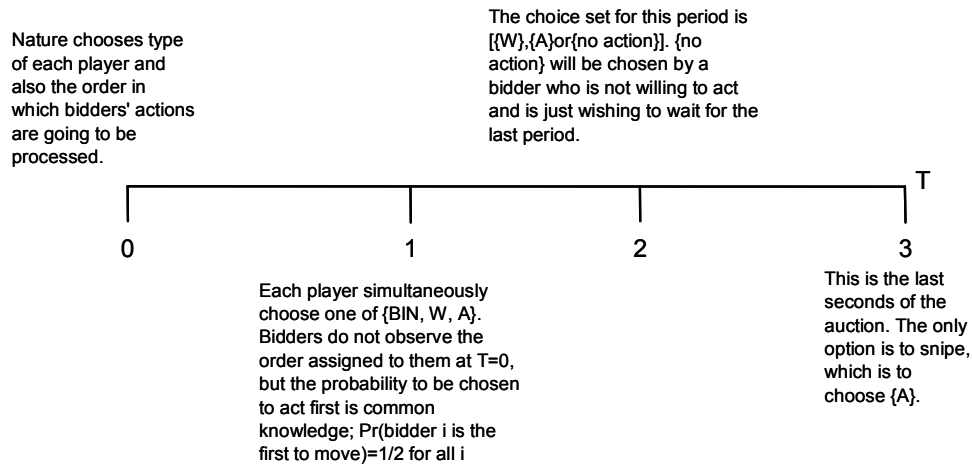 Nature chooses type
of each player and
also the order in
which bidders' actions
are going to be
processed.
The choice set for this period is
[{W},{A}or{no action}]. {no
action} will be chosen by a
bidder who is not willing to act
and is just wishing to wait for the
last period.
T
0
1
2
3
Each player simultaneously
choose one of {BIN, W, A}.
Bidders do not observe the
order assigned to them at T=0,
but the probability to be chosen
to act first is common
knowledge; Pr(bidder i is the
first to move)=1/2 for all i
This is the last
seconds of the
auction. The only
option is to snipe,
which is to
choose {A}.